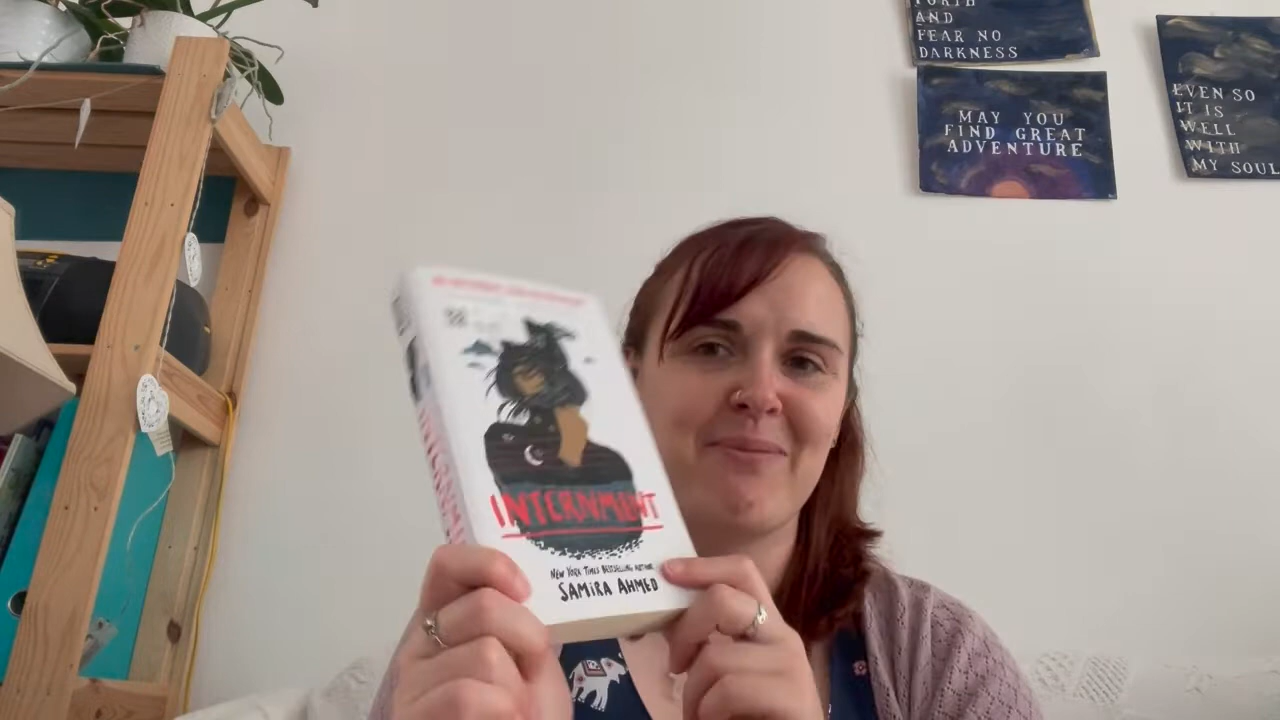 FORTH
AND
FEAR NO
DARKNESS
MAY YOU
FIND GREAT
ADVENTURE
EVEN SO
IT IS
WELL
WITH
MY SOUL
INTERNMENT
NEW YORK TIMES BESTSELLING AUTHOR
SAMIRA AHMED
INTERNMENT